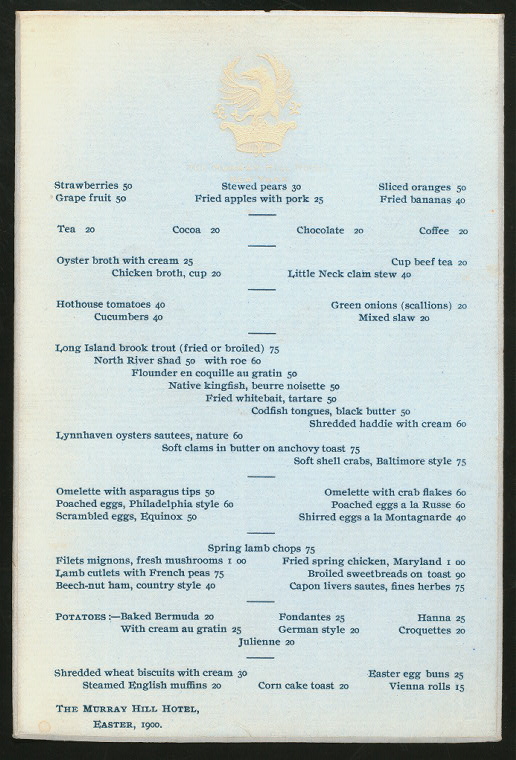 Strawberries 50 Stewed pears 30 Sliced oranges 50
Grape fruit 50 Fried apples with pork 25 Fried bananas 40
Tea 20 Cocoa 20 Chocolate 20 Coffee 20
Oyster broth with cream 25 Cup beef tea 20
Chicken broth, cup 20 Little Neck clam stew 40
Hothouse tomatoes 40 Green onions (scallions) 20
Cucumbers 40 Mixed slaw 20
Long Island brook trout (fried or broiled) 75
North River shad 50 with roe 60
Flounder en coquille au gratin 50
Native kingfish, beurre noisette 50
Fried whitebait, tartare 50
Codfish tongues, black butter 50
Shredded haddie with cream 60
Lynnhaven oysters sautees, nature 60
Soft clams in butter on anchovy toast 75
Soft shell crabs, Baltimore style 75
Omelette with asparagus tips 50 Omelette with crab flakes 60
Poached eggs, Philadelphia style 60 Poached eggs a la Russe 60
Scrambled eggs, Equinox 50 Shirred eggs a la Montagnarde 40
Spring lamb chops 75
Filets mignons, fresh mushrooms 1 00 Fried spring chicken, Maryland 1 00
Lamb cutlets with French peas 75 Broiled sweetbreads on toast 90
Beech-nut ham, country style 40 Capon livers sautes, fines herbes 75
POTATOES:—Baked Bermuda 20 Fondantes 25 Hanna 25
With cream au gratin 25 German style 20 Croquettes 20
Julienne 20
Shredded wheat biscuits with cream 30 Easter egg buns 25
Steamed English muffins 20 Corn cake toast 20 Vienna rolls 15
THE MURRAY HILL HOTEL,
EASTER, 1900.